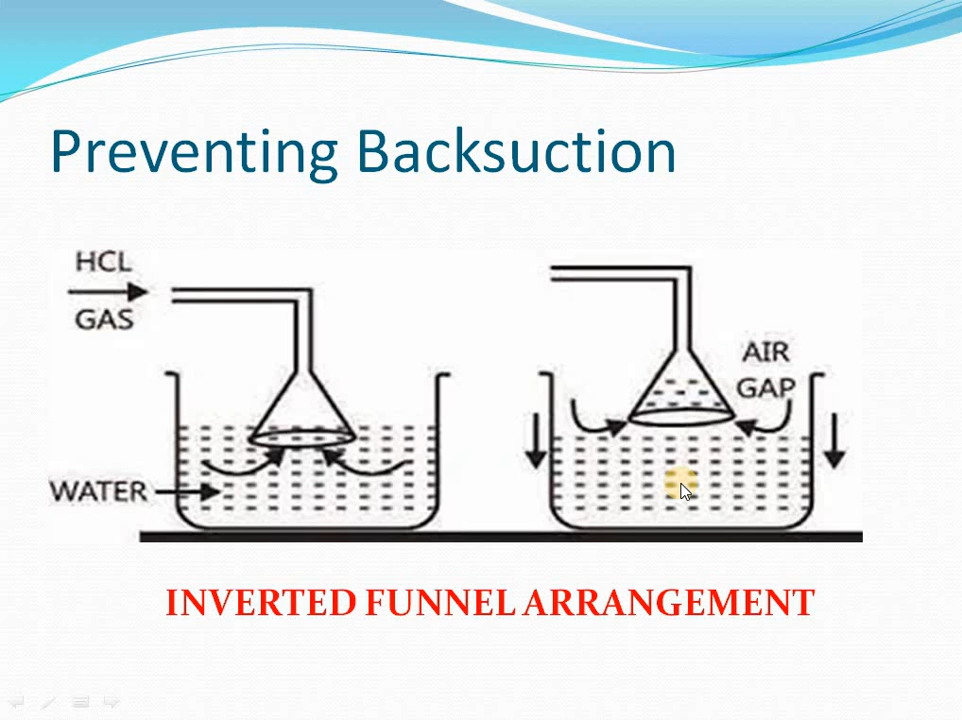 Preventing Backsuction
HCL
GAS
AIR
GAP
WATER
INVERTED FUNNEL ARRANGEMENT